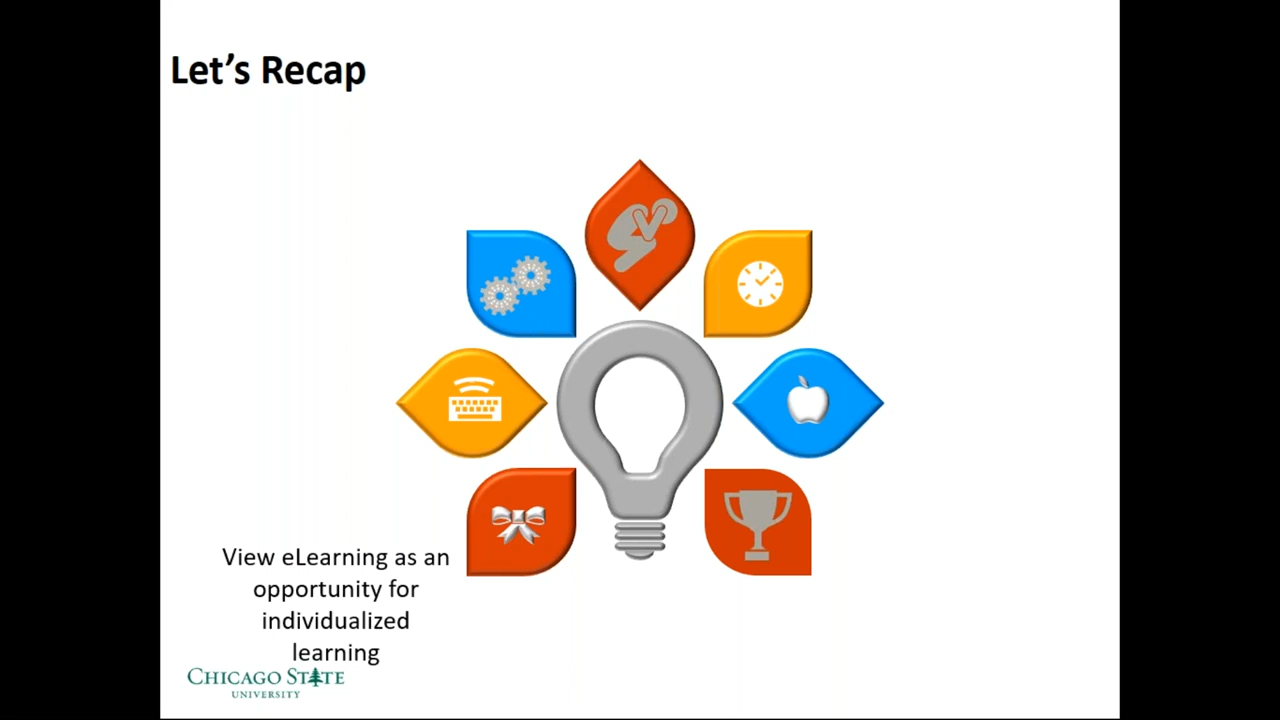 Let's Recap
View eLearning as an
opportunity for
individualized
learning
CHICAGO STATE
UNIVERSITY